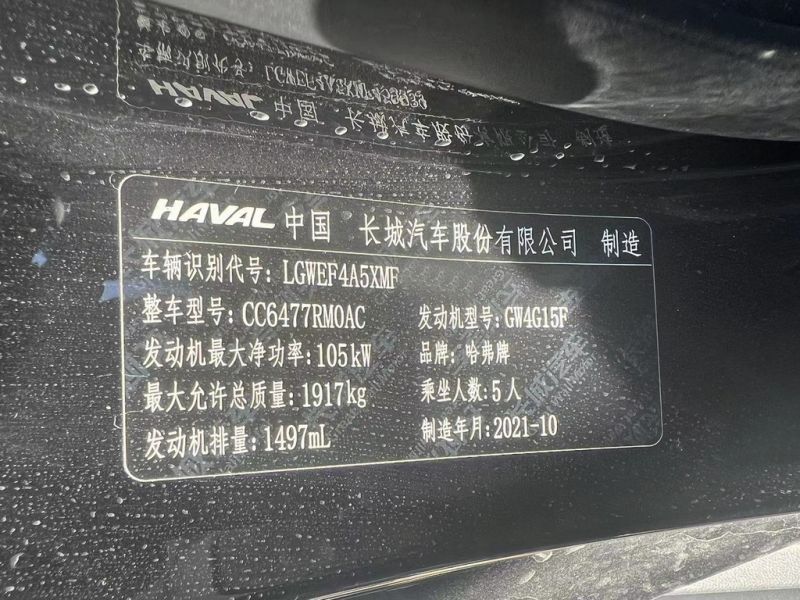 HAVAL 中国 长城汽车股份有限公司 制造
车辆识别代号: LGWEF4A5XMF
整车型号: CC6477RM0AC 发动机型号: GW4G15F
发动机最大净功率: 105kW 品牌: 哈弗牌
最大允许总质量: 1917kg 乘坐人数: 5人
发动机排量: 1497mL 制造年月: 2021-10